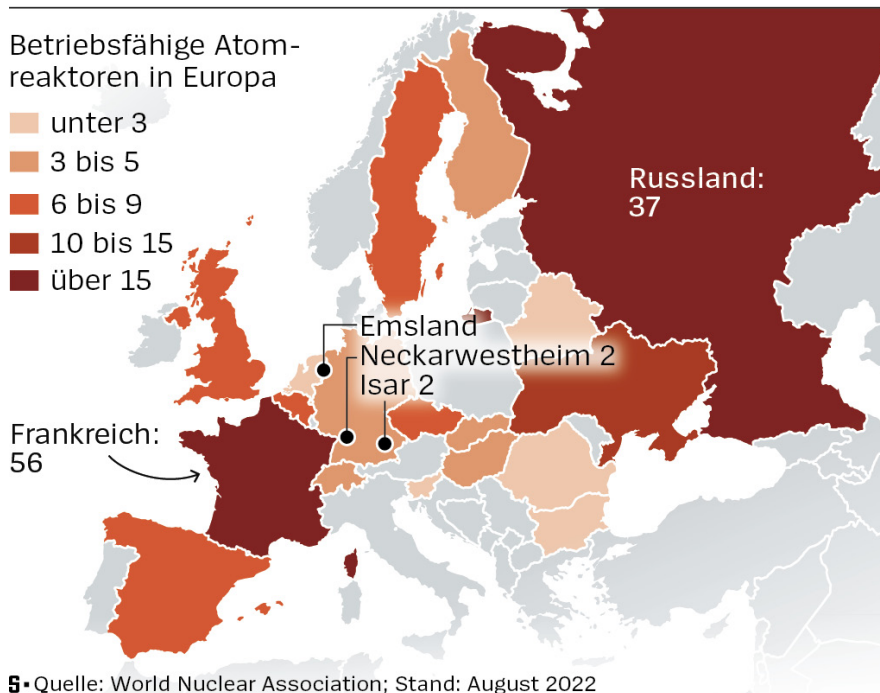 Betriebsfähige Atom-
reaktoren in Europa
unter 3
3 bis 5
6 bis 9
10 bis 15
über 15
Russland:
37
Emsland
Neckarwestheim 2
Isar 2
Frankreich:
56
S▪Quelle: World Nuclear Association; Stand: August 2022